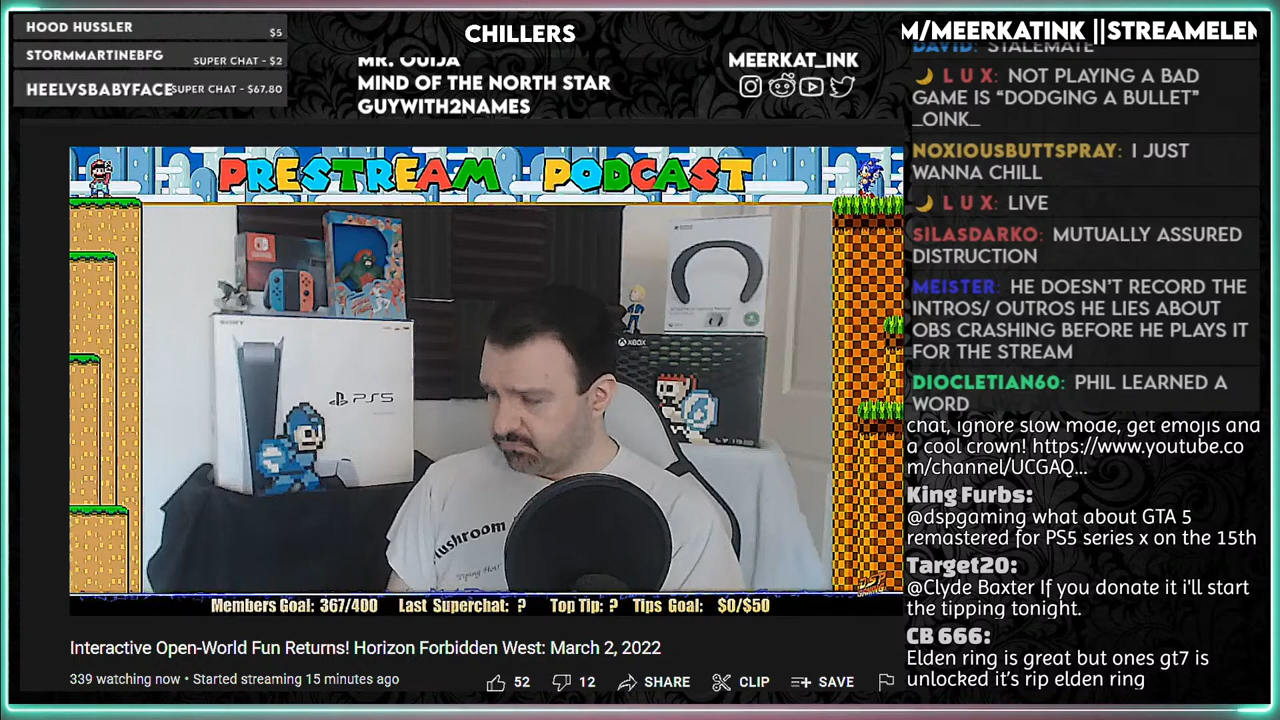 HOOD HUSSLER $5
STORMMARTINEBFG SUPER CHAT - $2
HEELVSBABYFACE SUPER CHAT - $67.80
CHILLERS
MR. OUIJA
MIND OF THE NORTH STAR
GUYWITH2NAMES
MEERKAT_INK
M/MEERKATINK ||STREAMELEN
DAVID: STALEMATE
L U X: NOT PLAYING A BAD
GAME IS “DODGING A BULLET”
_OINK_
NOXIOUSBUTTSPRAY: I JUST
WANNA CHILL
L U X: LIVE
SILASDARKO: MUTUALLY ASSURED
DISTRUCTION
MEISTER: HE DOESN'T RECORD THE
INTROS/ OUTROS HE LIES ABOUT
OBS CRASHING BEFORE HE PLAYS IT
FOR THE STREAM
DIOCLETIAN60: PHIL LEARNED A
WORD
chat, ignore slow mode, get emojis and
a cool crown! https://www.youtube.co
m/channel/UCGAQ...
King Furbs:
@dspgaming what about GTA 5
remastered for PS5 series x on the 15th
Target20:
@Clyde Baxter If you donate it i'll start
the tipping tonight.
CB 666:
Elden ring is great but ones gt7 is
unlocked it's rip elden ring
PRESTREAM PODCAST
SONY
PS5
XBOX
Mushroom
Members Goal: 367/400 Last Superchat: ? Top Tip: ? Tips Goal: $0/$50
Interactive Open-World Fun Returns! Horizon Forbidden West: March 2, 2022
339 watching now • Started streaming 15 minutes ago
52 12 SHARE CLIP SAVE